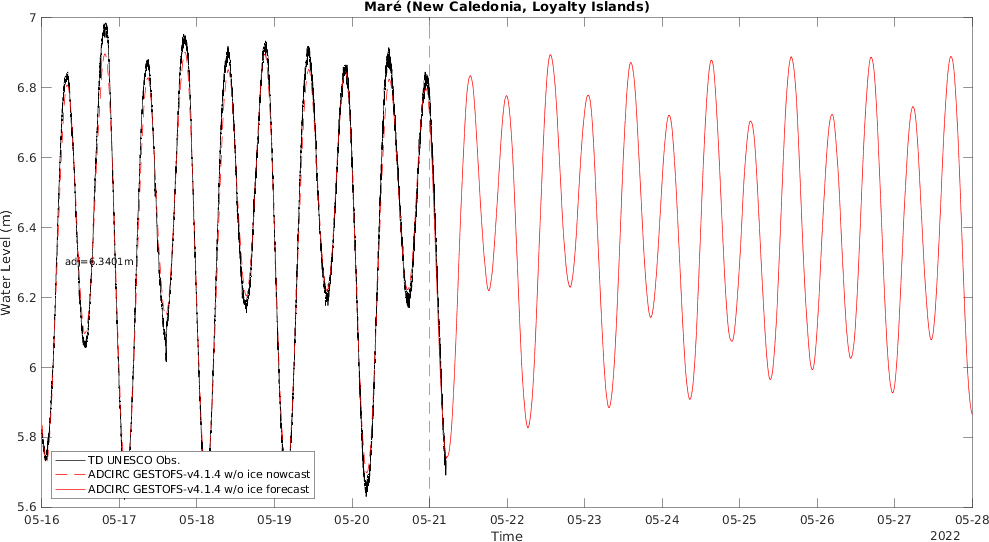 Maré (New Caledonia, Loyalty Islands)
Water Level (m)
7
6.8
6.6
6.4
6.2
6
5.8
5.6
adj=6.3401m
TD UNESCO Obs.
ADCIRC GESTOFS-v4.1.4 w/o ice nowcast
ADCIRC GESTOFS-v4.1.4 w/o ice forecast
05-16 05-17 05-18 05-19 05-20 05-21 05-22 05-23 05-24 05-25 05-26 05-27 05-28
Time
2022